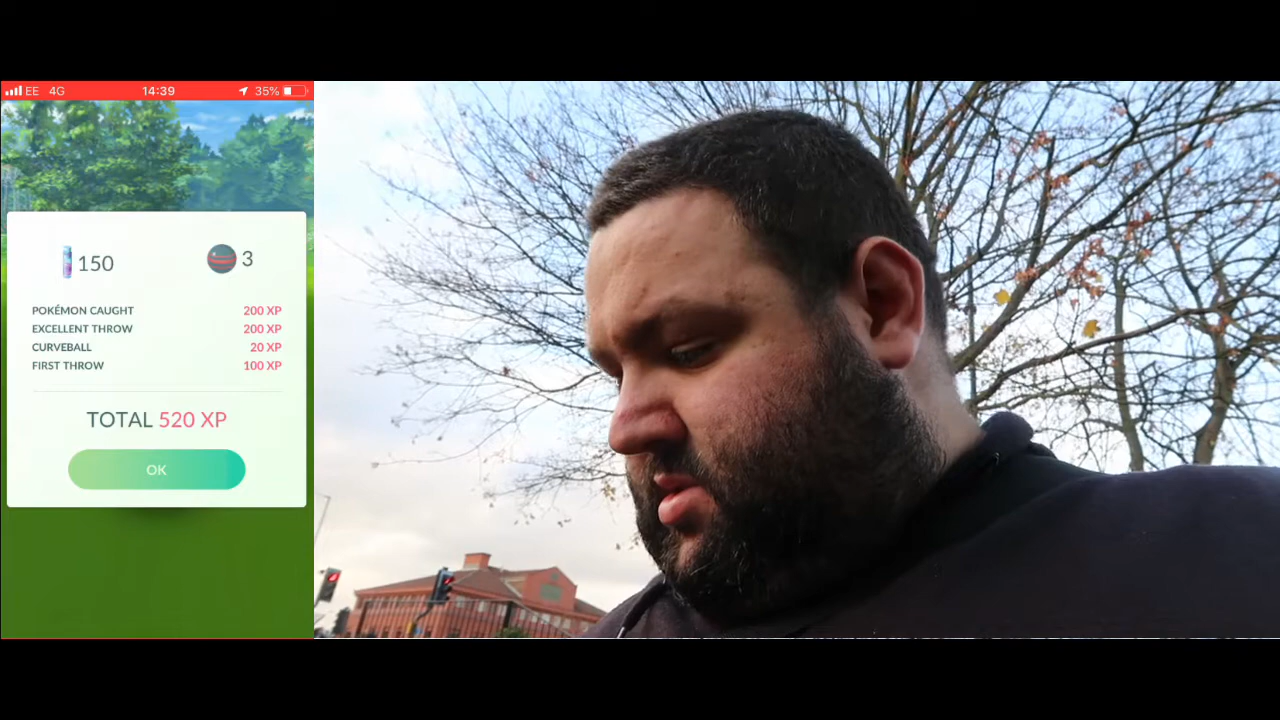 EE 4G 14:39 35%
150 3
POKÉMON CAUGHT 200 XP
EXCELLENT THROW 200 XP
CURVEBALL 20 XP
FIRST THROW 100 XP
TOTAL 520 XP
OK